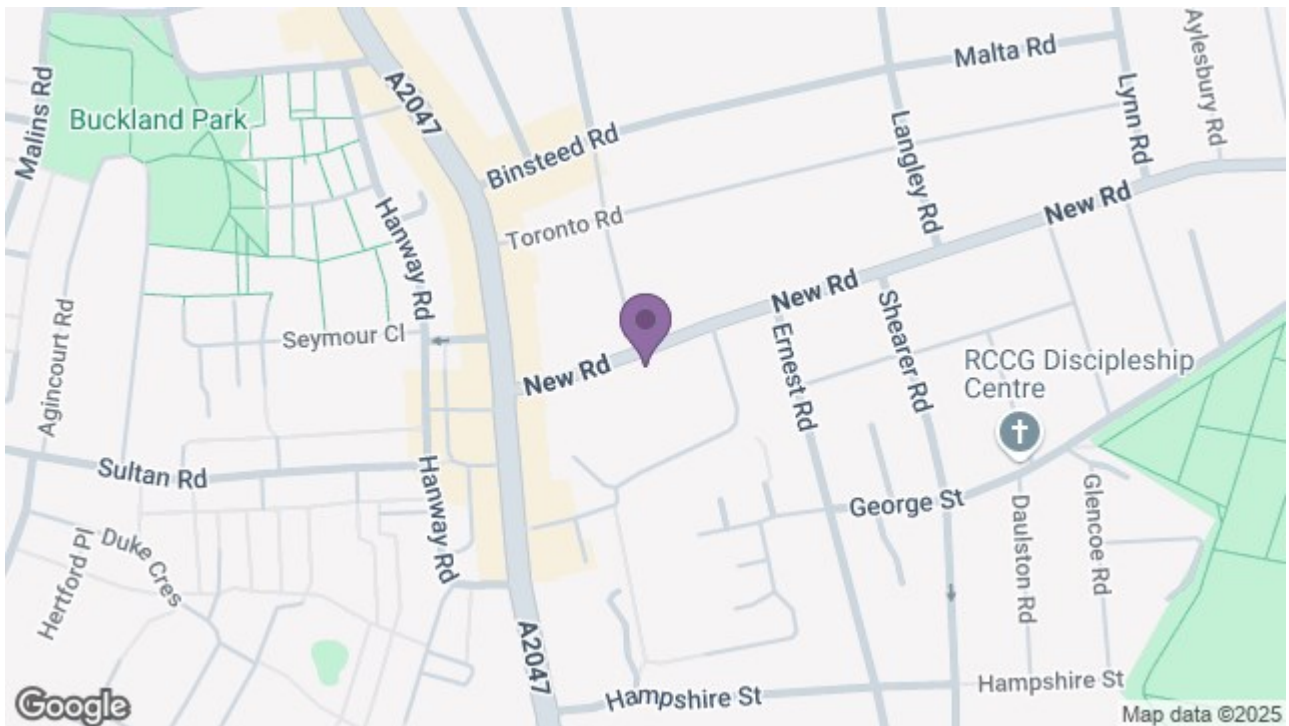 Malins Rd
Buckland Park
A2047
Hanway Rd
Binsteed Rd
Malta Rd
Langley Rd
Lynn Rd
Aylesbury Rd
Toronto Rd
New Rd
New Rd
New Rd
Seymour Cl
Agincourt Rd
Ernest Rd
Shearer Rd
RCCG Discipleship
Centre
Sultan Rd
Hanway Rd
George St
Daulston Rd
Glencoe Rd
Hertford Pl
Duke Cres
A2047
Hampshire St
Hampshire St
Google
Map data ©2025